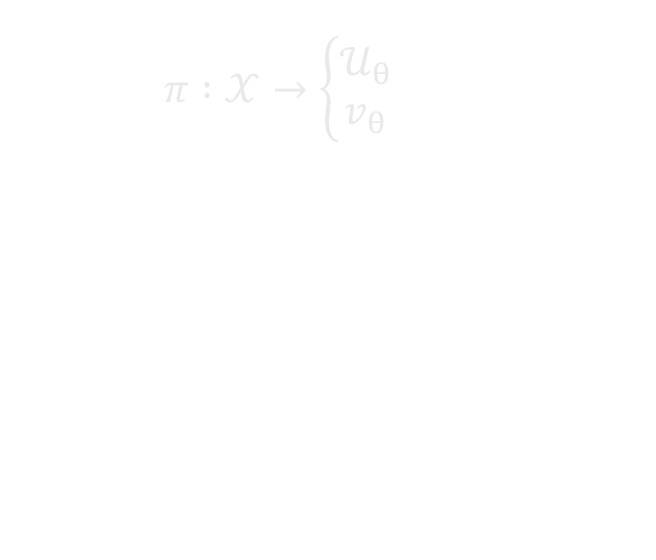 π : 𝒳 → { 𝒰_θ
v_θ